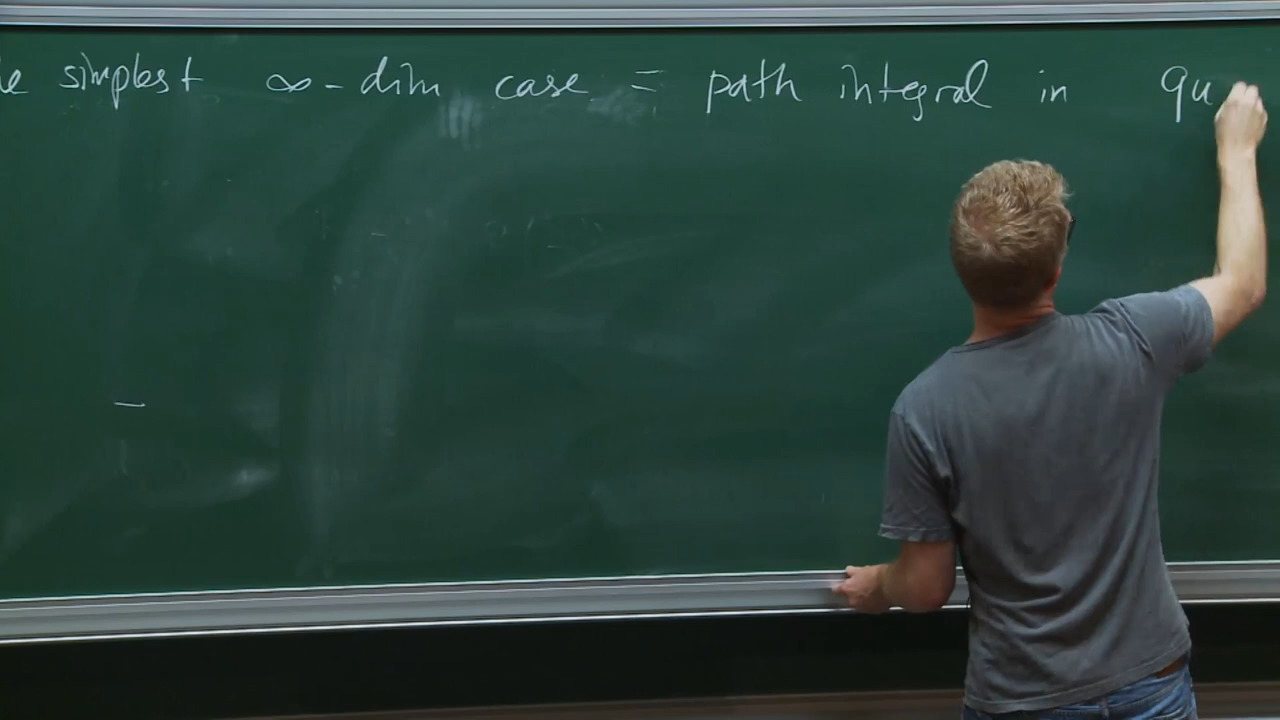 e simplest ∞-dim case = path integral in qu